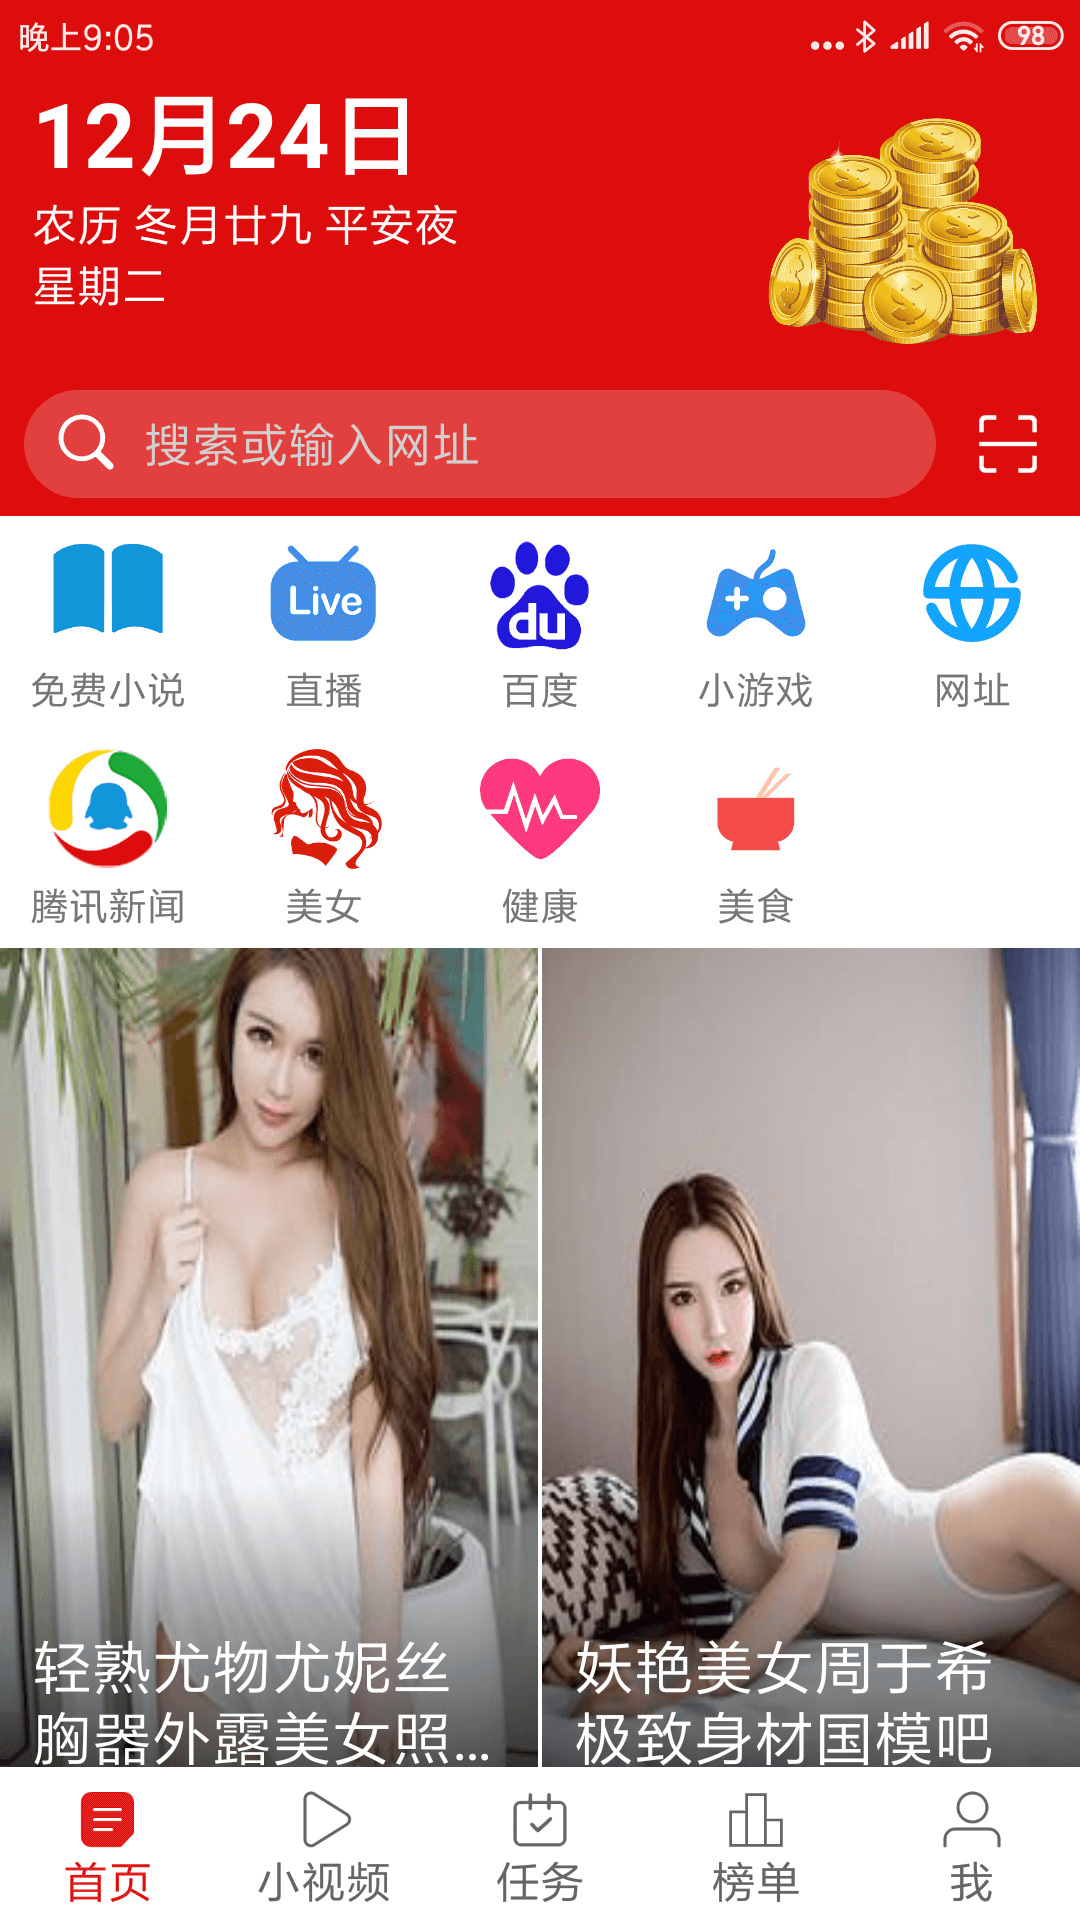 晚上9:05
98
12月24日
农历 冬月廿九 平安夜
星期二
搜索或输入网址
Live
du
免费小说 直播 百度 小游戏 网址
腾讯新闻 美女 健康 美食
轻熟尤物尤妮丝
胸器外露美女照...
妖艳美女周于希
极致身材国模吧
首页 小视频 任务 榜单 我